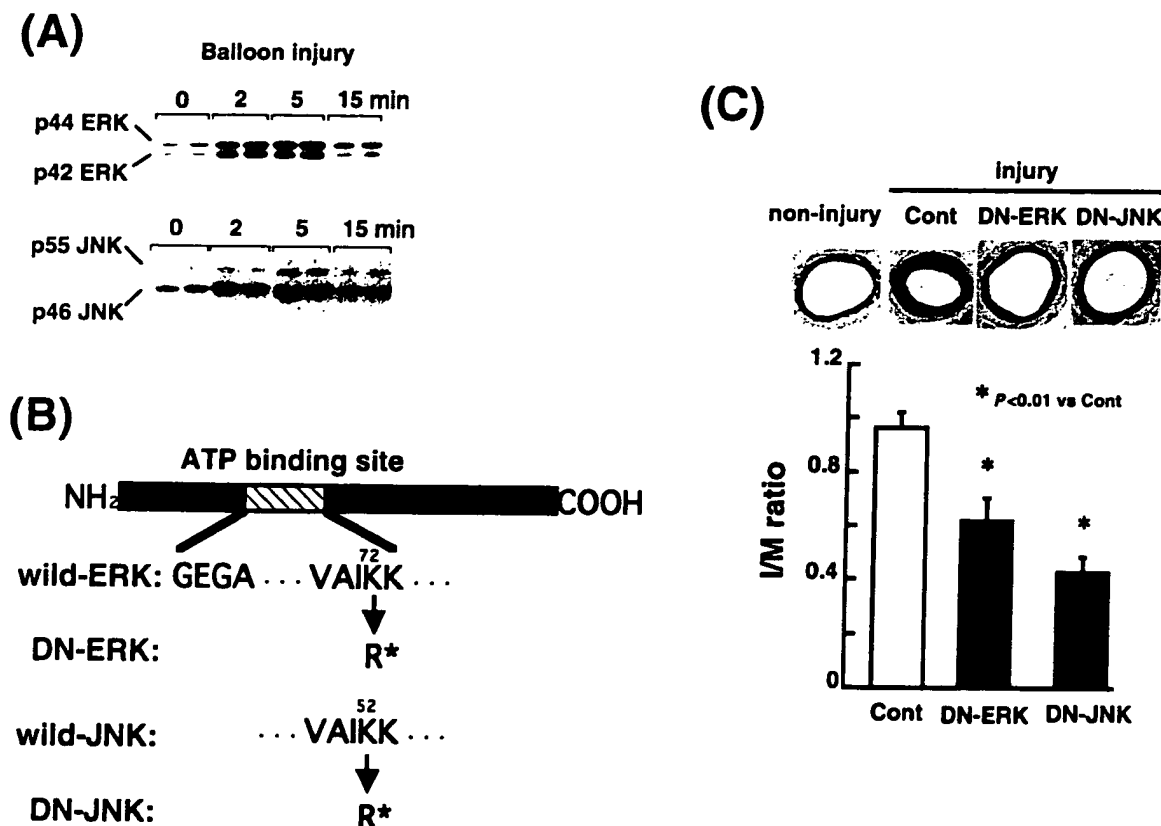 (A)
Balloon injury
0 2 5 15 min
p44 ERK
p42 ERK
0 2 5 15 min
p55 JNK
p46 JNK
(B)
ATP binding site
NH2 COOH
72
wild-ERK: GEGA ... VAIKK ...
DN-ERK: R*
52
wild-JNK: ... VAIKK ...
DN-JNK: R*
(C)
injury
non-injury Cont DN-ERK DN-JNK
1.2
* P<0.01 vs Cont
0.8
*
*
I/M ratio
0.4
0
Cont DN-ERK DN-JNK